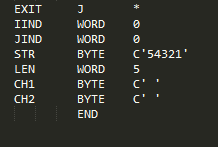 EXIT J *
IIND WORD 0
JIND WORD 0
STR BYTE C'54321'
LEN WORD 5
CH1 BYTE C' '
CH2 BYTE C' '
END